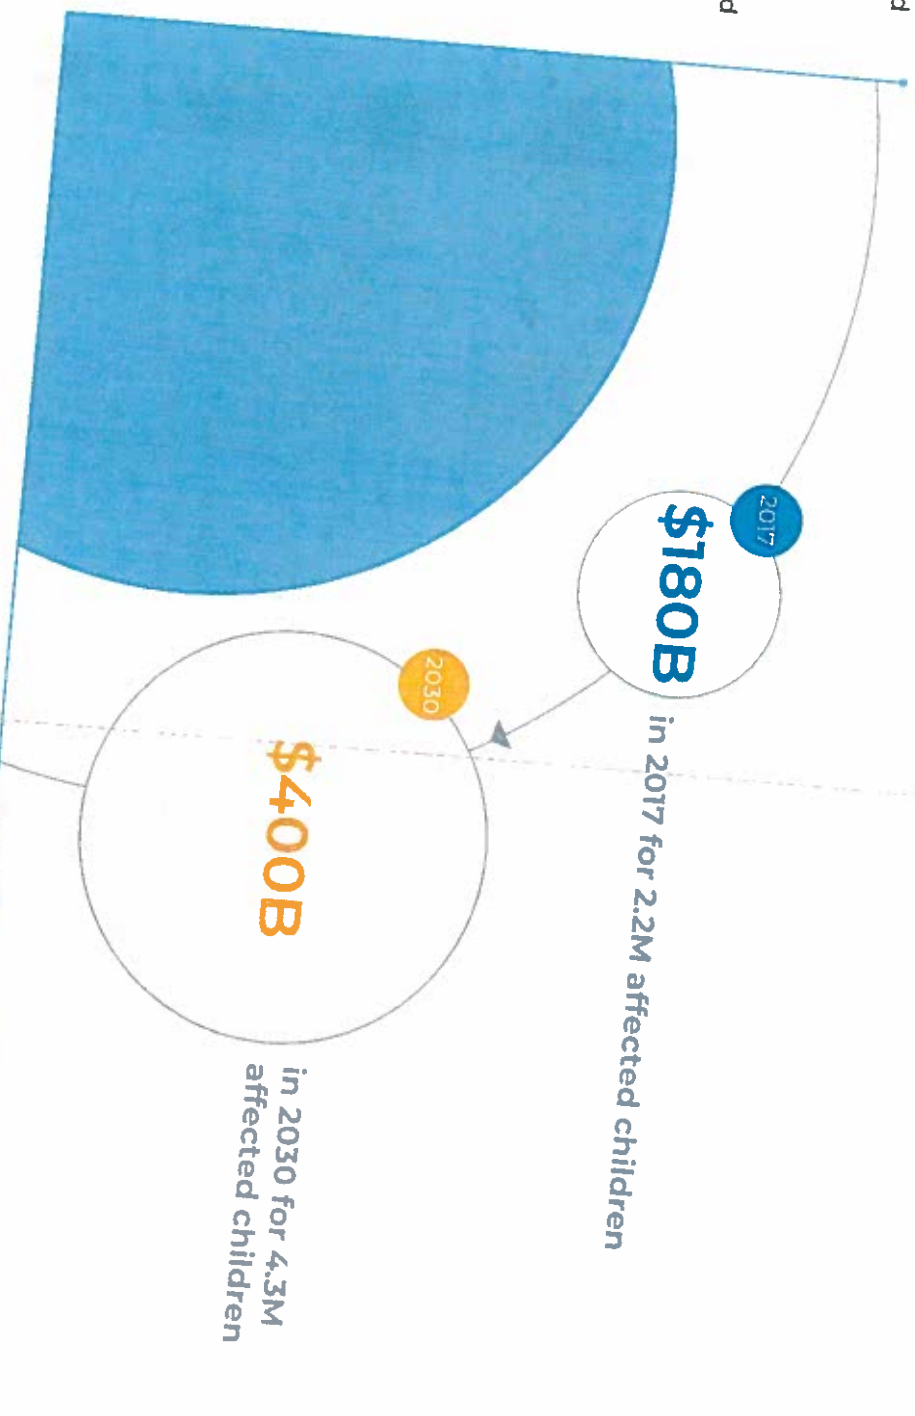 2017
$180B
in 2017 for 2.2M affected children
2030
$400B
in 2030 for 4.3M
affected children